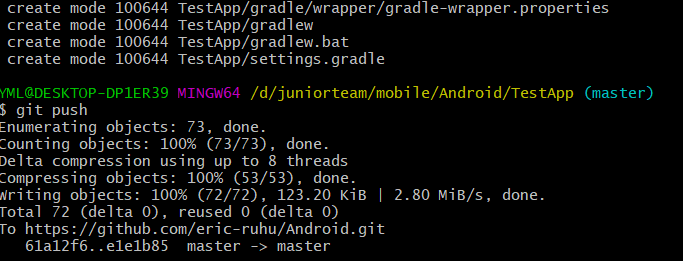 create mode 100644 TestApp/gradle/wrapper/gradle-wrapper.properties
create mode 100644 TestApp/gradlew
create mode 100644 TestApp/gradlew.bat
create mode 100644 TestApp/settings.gradle
YML@DESKTOP-DP1ER39 MINGW64 /d/juniorteam/mobile/Android/TestApp (master)
$ git push
Enumerating objects: 73, done.
Counting objects: 100% (73/73), done.
Delta compression using up to 8 threads
Compressing objects: 100% (53/53), done.
Writing objects: 100% (72/72), 123.20 KiB | 2.80 MiB/s, done.
Total 72 (delta 0), reused 0 (delta 0)
To https://github.com/eric-ruhu/Android.git
61a12f6..e1e1b85  master -> master